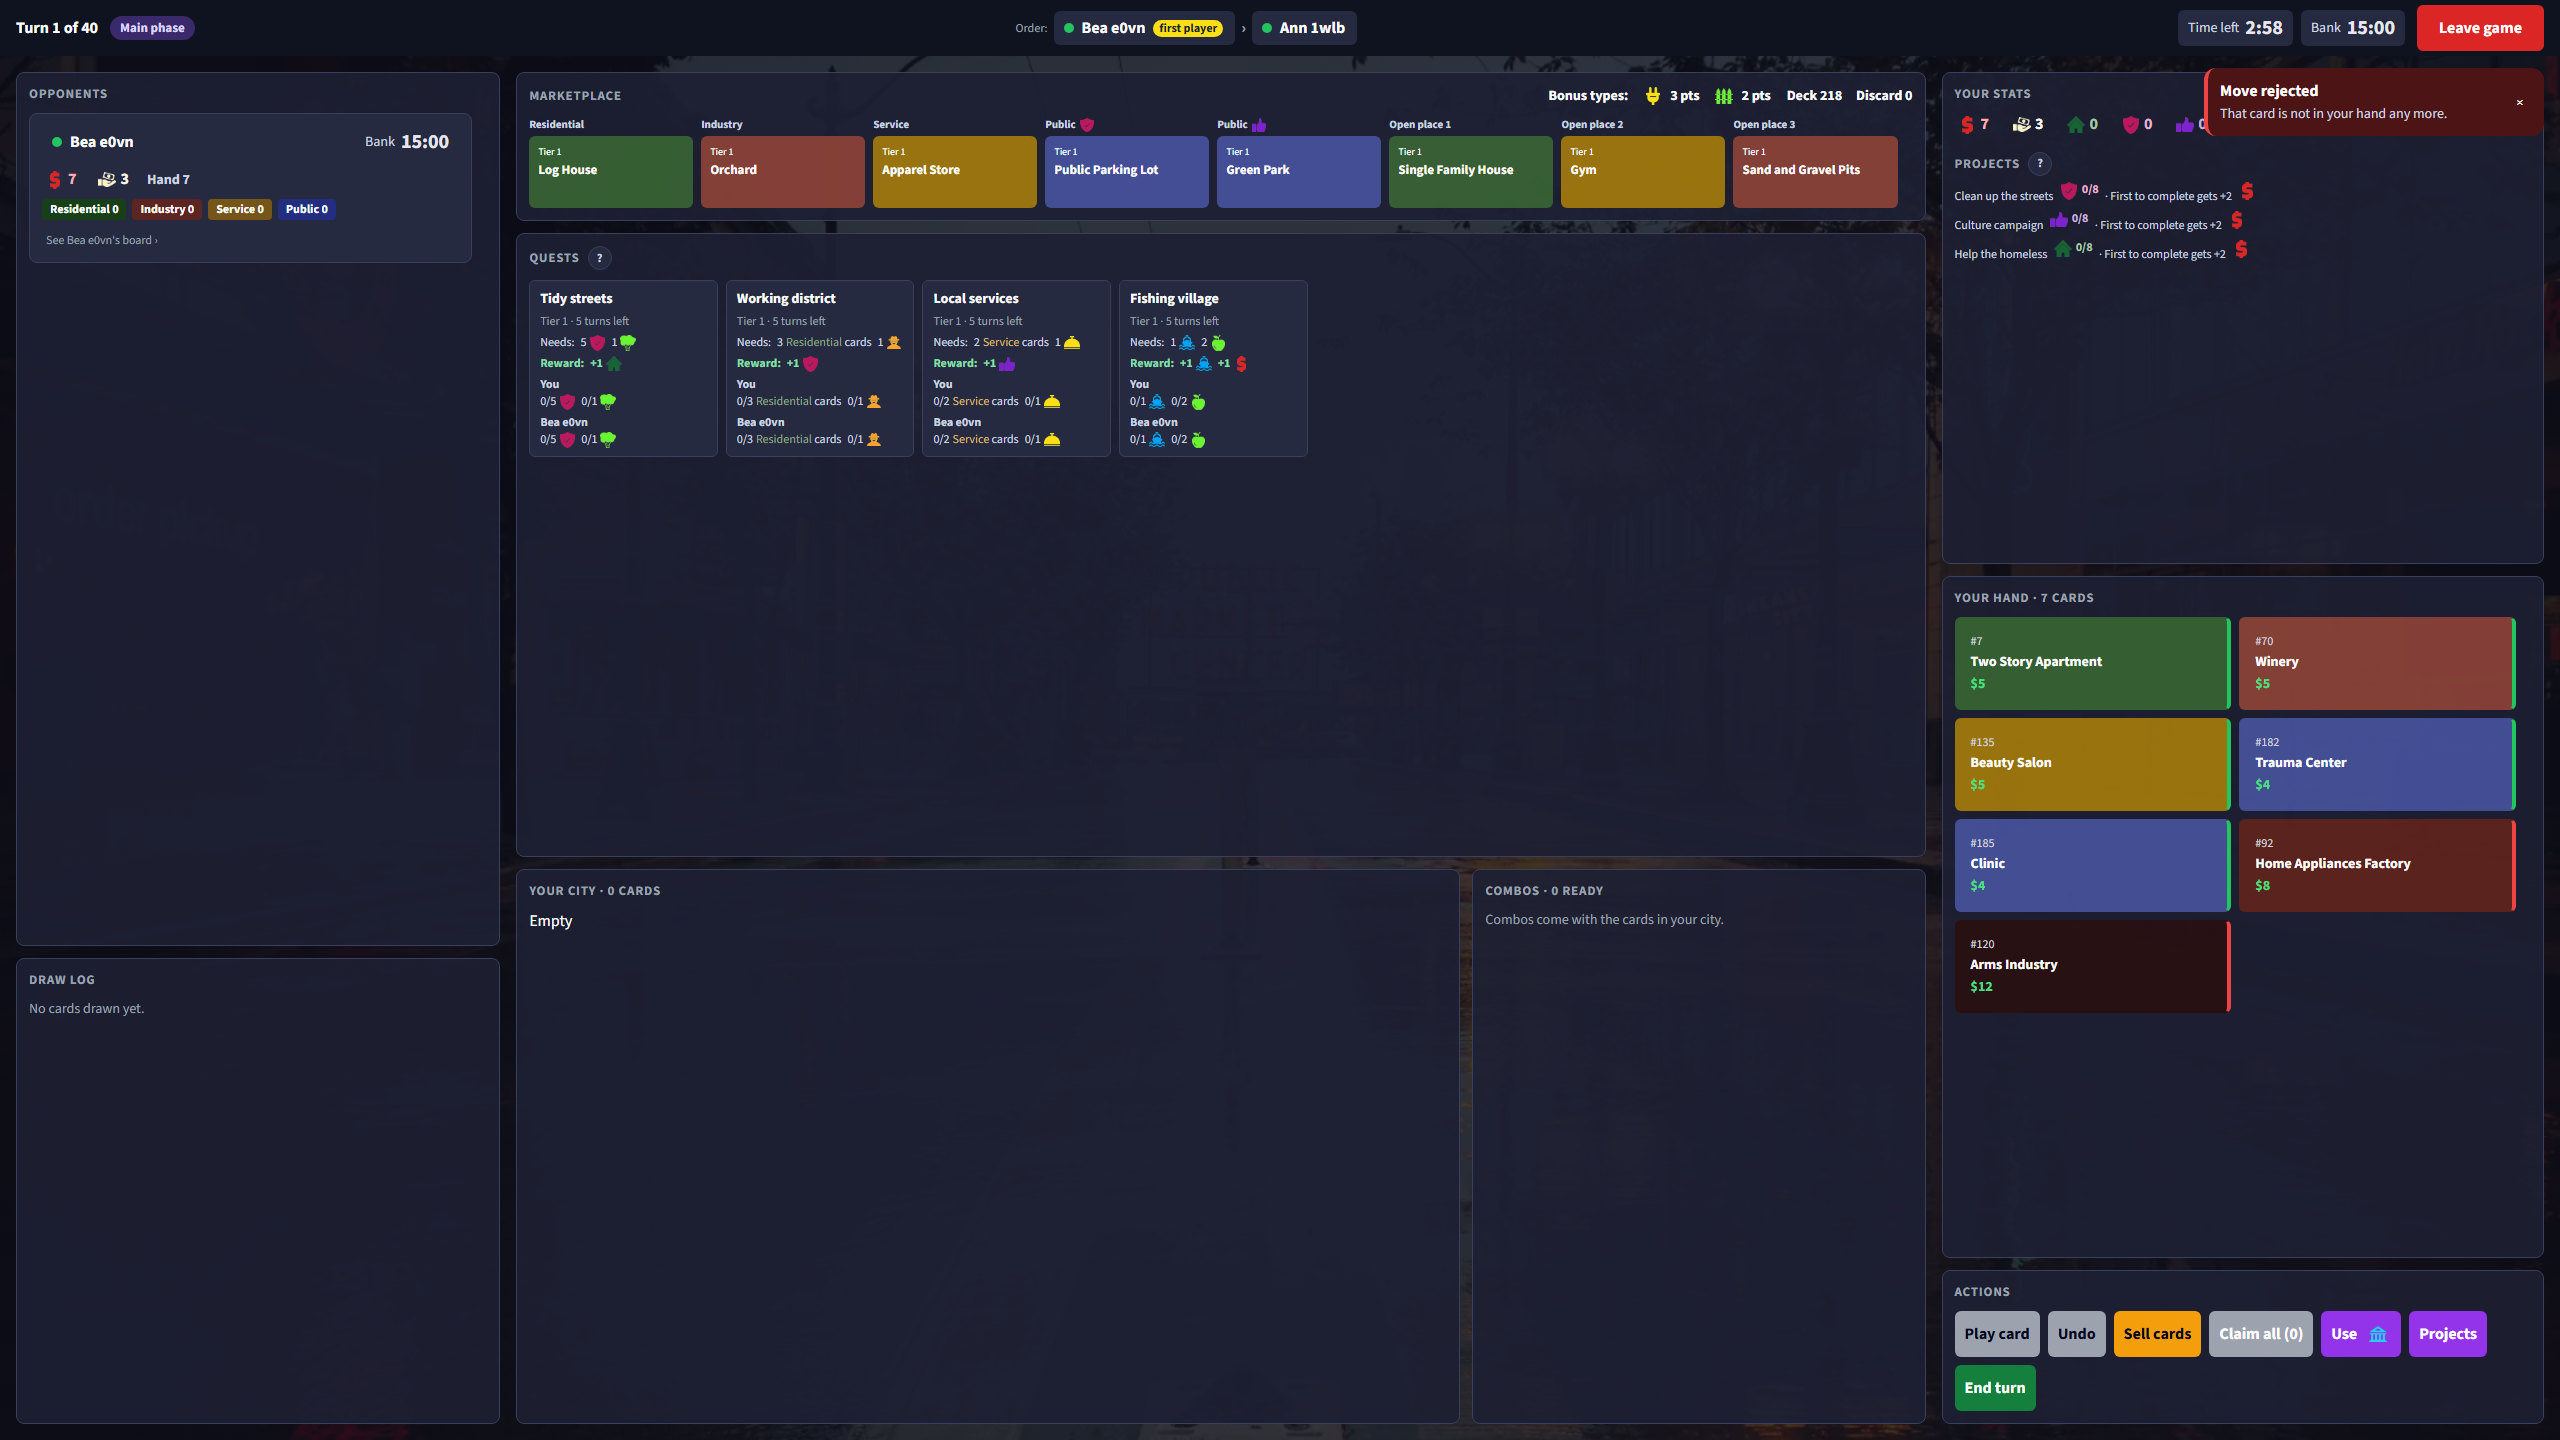 Turn 1 of 40 Main phase
Order: Bea e0vn first player › Ann 1wlb
Time left 2:58 Bank 15:00 Leave game
OPPONENTS
Bea e0vn Bank 15:00
7 3 Hand 7
Residential 0 Industry 0 Service 0 Public 0
See Bea e0vn's board ›
DRAW LOG
No cards drawn yet.
MARKETPLACE
Bonus types: 3 pts 2 pts Deck 218 Discard 0
Residential Industry Service Public Public Open place 1 Open place 2 Open place 3
Tier 1 Tier 1 Tier 1 Tier 1 Tier 1 Tier 1 Tier 1 Tier 1
Log House Orchard Apparel Store Public Parking Lot Green Park Single Family House Gym Sand and Gravel Pits
QUESTS ?
Tidy streets
Tier 1 · 5 turns left
Needs: 5 1
Reward: +1
You
0/5 0/1
Bea e0vn
0/5 0/1
Working district
Tier 1 · 5 turns left
Needs: 3 Residential cards 1
Reward: +1
You
0/3 Residential cards 0/1
Bea e0vn
0/3 Residential cards 0/1
Local services
Tier 1 · 5 turns left
Needs: 2 Service cards 1
Reward: +1
You
0/2 Service cards 0/1
Bea e0vn
0/2 Service cards 0/1
Fishing village
Tier 1 · 5 turns left
Needs: 1 2
Reward: +1 +1
You
0/1 0/2
Bea e0vn
0/1 0/2
YOUR CITY · 0 CARDS
Empty
COMBOS · 0 READY
Combos come with the cards in your city.
YOUR STATS
7 3 0 0 0
Move rejected
That card is not in your hand any more.
×
PROJECTS ?
Clean up the streets 0/8 · First to complete gets +2
Culture campaign 0/8 · First to complete gets +2
Help the homeless 0/8 · First to complete gets +2
YOUR HAND · 7 CARDS
#7
Two Story Apartment
$5
#70
Winery
$5
#135
Beauty Salon
$5
#182
Trauma Center
$4
#185
Clinic
$4
#92
Home Appliances Factory
$8
#120
Arms Industry
$12
ACTIONS
Play card Undo Sell cards Claim all (0) Use Projects
End turn